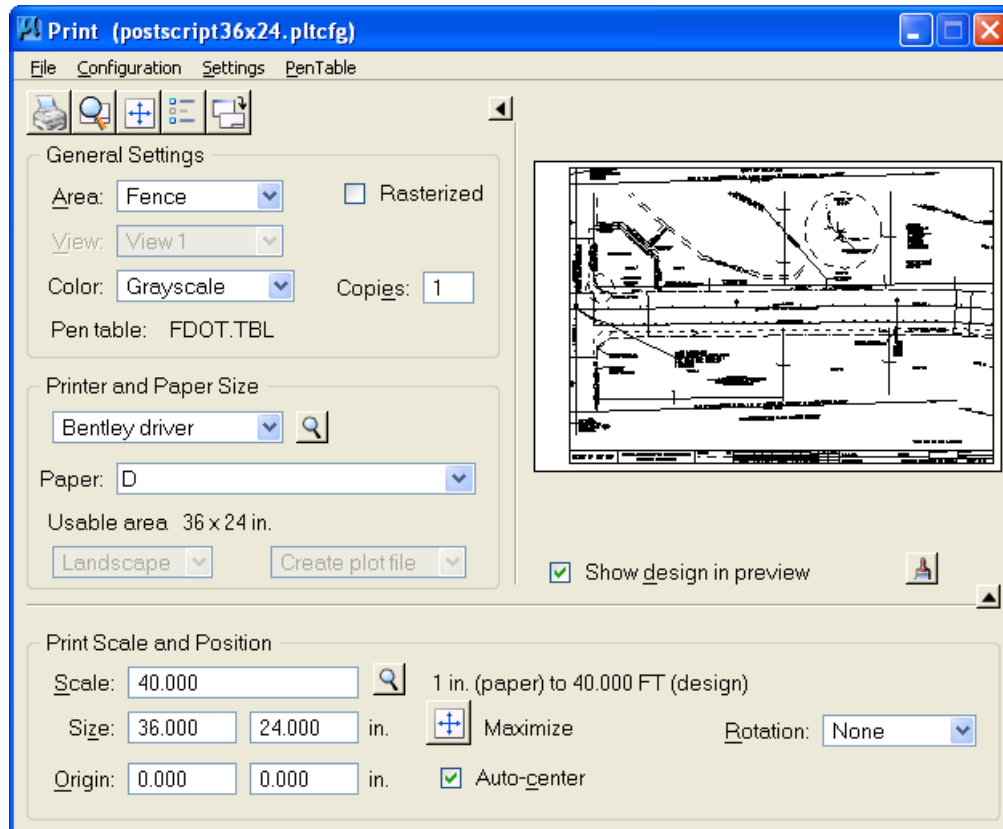 Print (postscript36x24.pltcfg)
File Configuration Settings PenTable
General Settings
Area: Fence Rasterized
View: View 1
Color: Grayscale Copies: 1
Pen table: FDOT.TBL
Printer and Paper Size
Bentley driver
Paper: D
Usable area 36 x 24 in.
Landscape Create plot file
Show design in preview
Print Scale and Position
Scale: 40.000 1 in. (paper) to 40.000 FT (design)
Size: 36.000 24.000 in. Maximize Rotation: None
Origin: 0.000 0.000 in. Auto-center